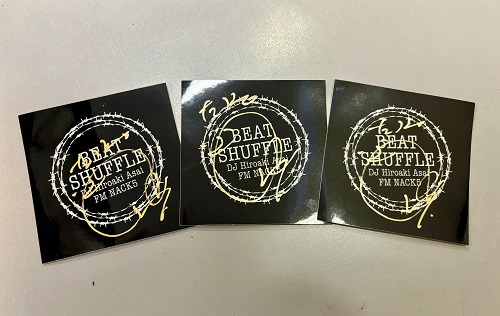 BEAT
SHUFFLE
Hiroaki Asai
FM NACK5
BEAT
SHUFFLE
DJ Hiroaki Asai
FM NACK5
BEAT
SHUFFLE
DJ Hiroaki Asai
FM NACK5